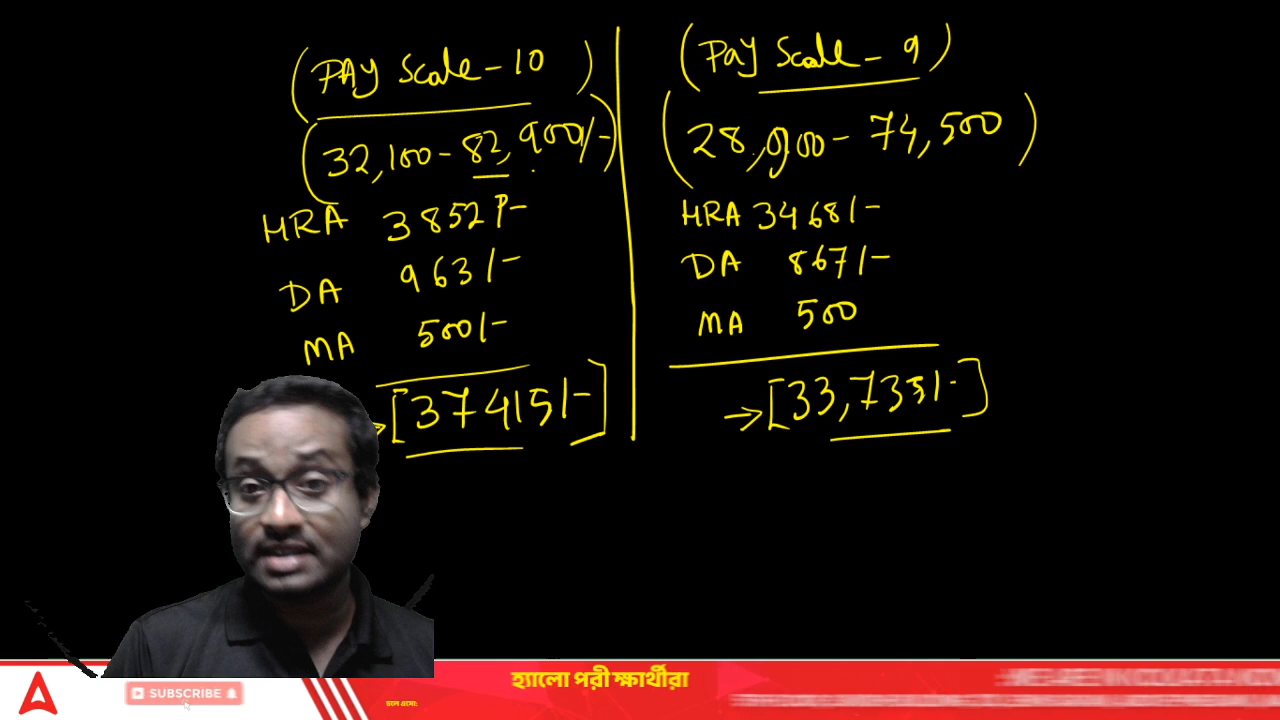 (PAY Scale - 10)
(32,100 - 82,900/-)
HRA 3852/-
DA 963/-
MA 500/-
→ [37415/-]
(Pay Scale - 9)
(28,900 - 74,500)
HRA 3468/-
DA 867/-
MA 500
→ [33,735/-]
SUBSCRIBE
হ্যালো পরীক্ষার্থীরা